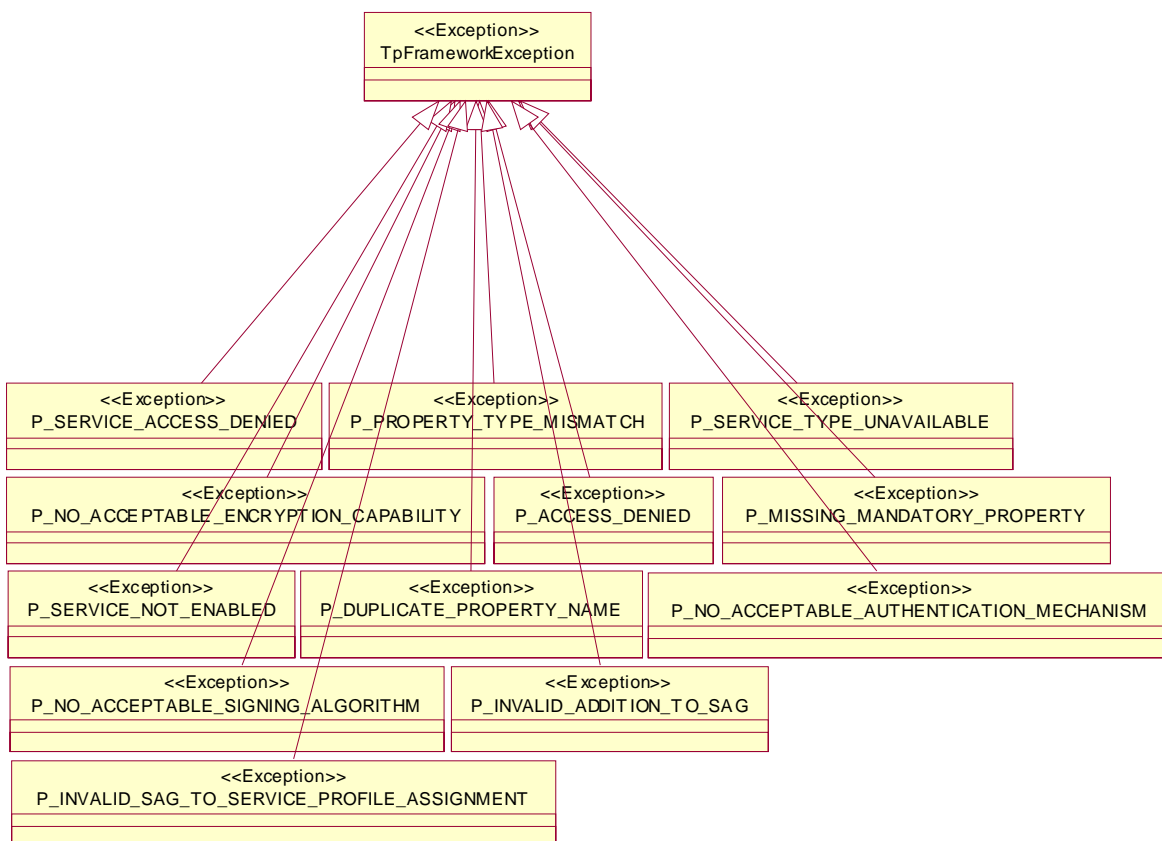 <<Exception>>
TpFrameworkException
<<Exception>>
P_SERVICE_ACCESS_DENIED
<<Exception>>
P_PROPERTY_TYPE_MISMATCH
<<Exception>>
P_SERVICE_TYPE_UNAVAILABLE
<<Exception>>
P_NO_ACCEPTABLE_ENCRYPTION_CAPABILITY
<<Exception>>
P_ACCESS_DENIED
<<Exception>>
P_MISSING_MANDATORY_PROPERTY
<<Exception>>
P_SERVICE_NOT_ENABLED
<<Exception>>
P_DUPLICATE_PROPERTY_NAME
<<Exception>>
P_NO_ACCEPTABLE_AUTHENTICATION_MECHANISM
<<Exception>>
P_NO_ACCEPTABLE_SIGNING_ALGORITHM
<<Exception>>
P_INVALID_ADDITION_TO_SAG
<<Exception>>
P_INVALID_SAG_TO_SERVICE_PROFILE_ASSIGNMENT